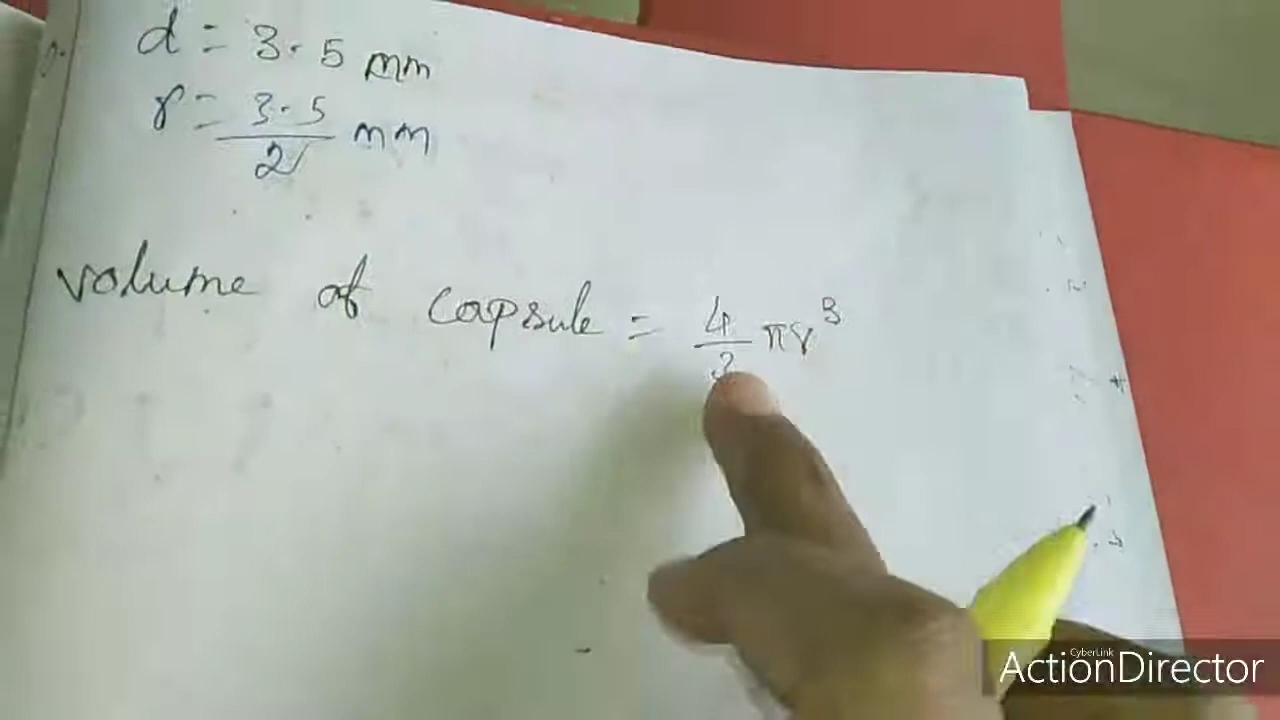 d = 3.5 mm
r = 3.5/2 mm
volume of capsule = 4/3 πr³
CyberLink
ActionDirector